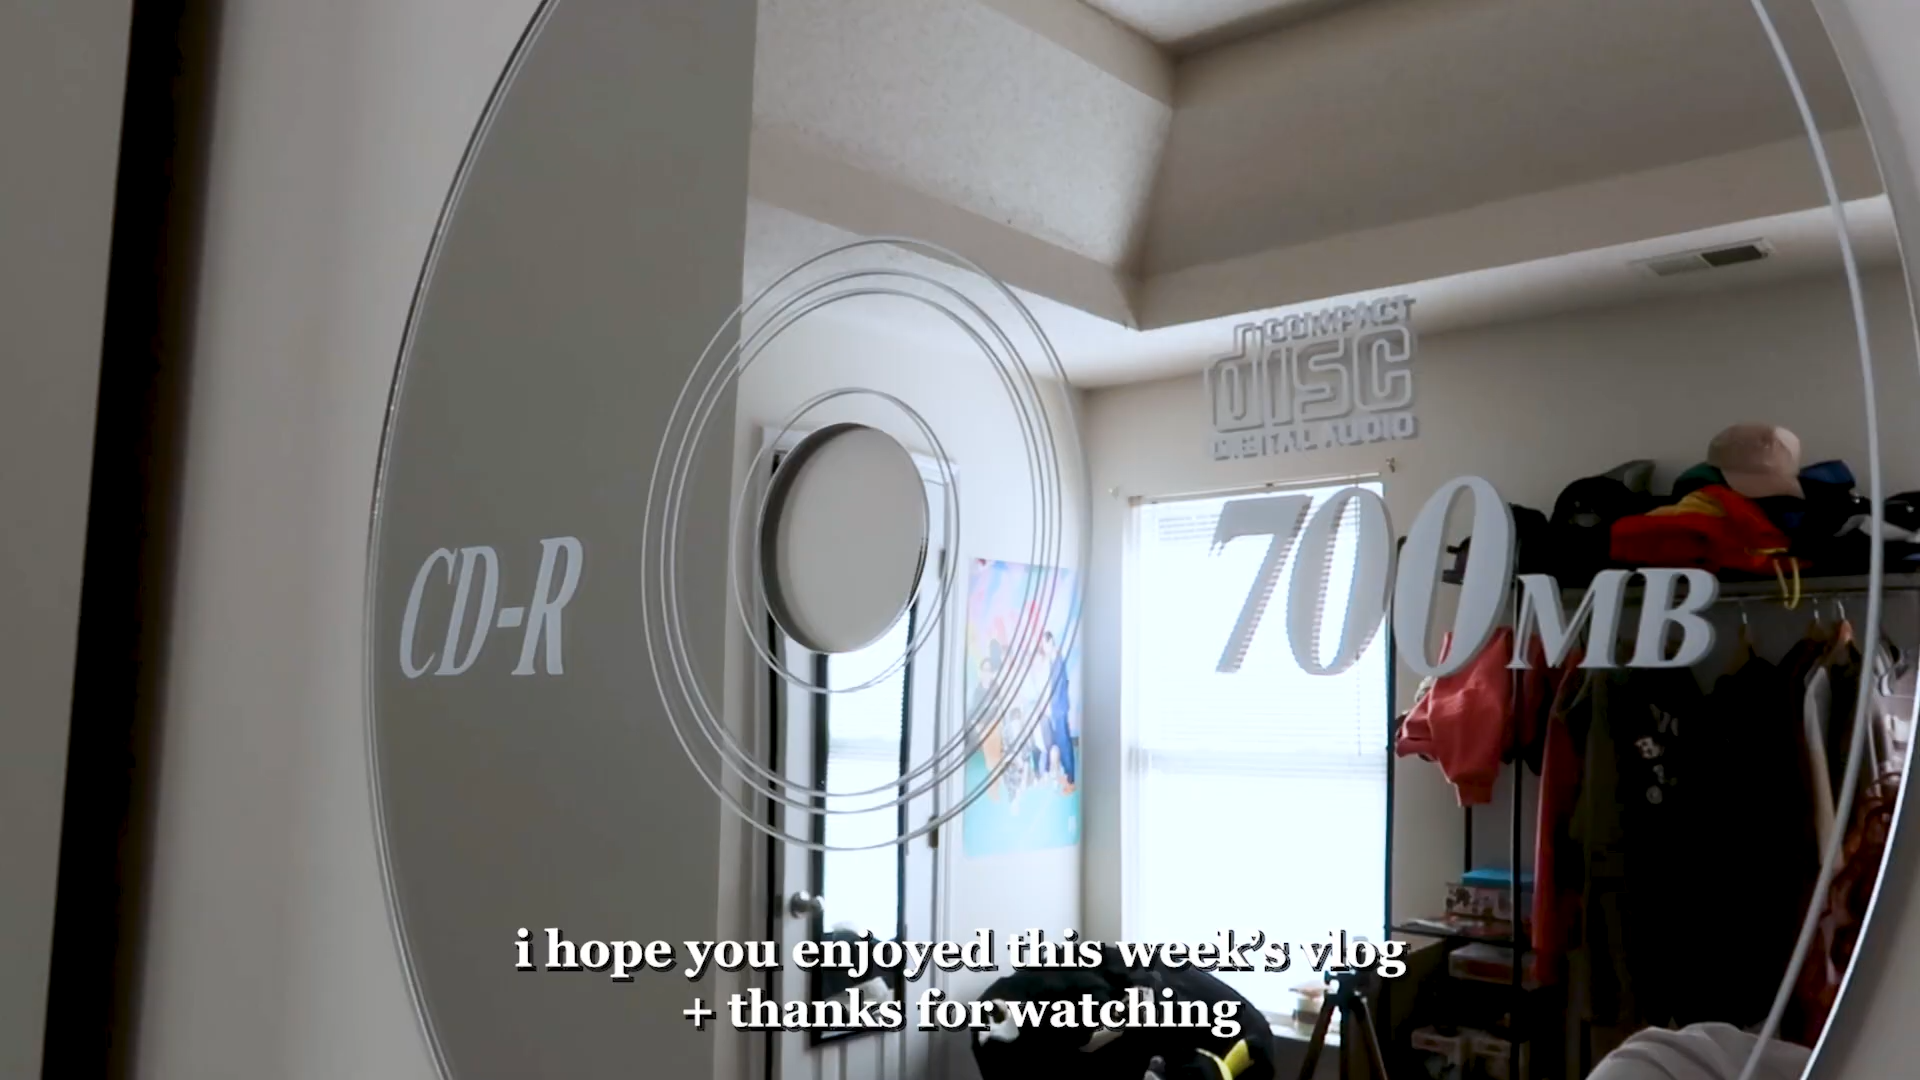 COMPACT
disc
DIGITAL AUDIO
CD-R
700MB
i hope you enjoyed this week's vlog
+ thanks for watching